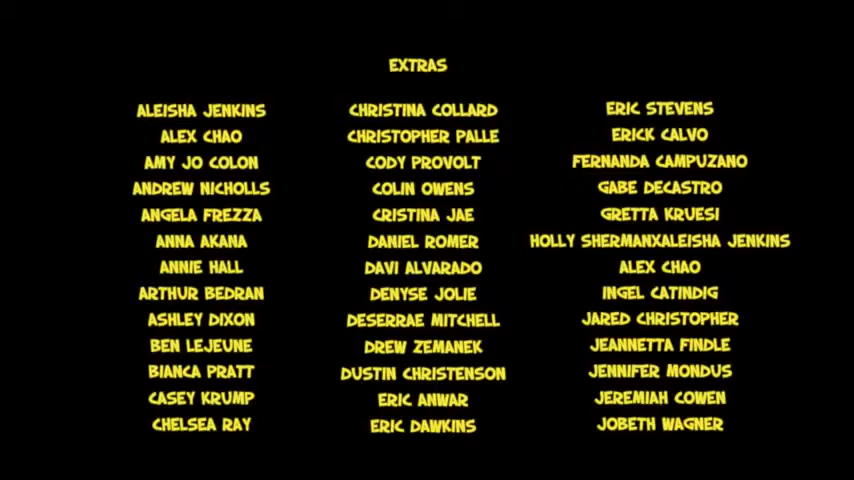 EXTRAS
ALEISHA JENKINS
ALEX CHAO
AMY JO COLON
ANDREW NICHOLLS
ANGELA FREZZA
ANNA AKANA
ANNIE HALL
ARTHUR BEDRAN
ASHLEY DIXON
BEN LEJEUNE
BIANCA PRATT
CASEY KRUMP
CHELSEA RAY
CHRISTINA COLLARD
CHRISTOPHER PALLE
CODY PROVOLT
COLIN OWENS
CRISTINA JAE
DANIEL ROMER
DAVI ALVARADO
DENYSE JOLIE
DESERRAE MITCHELL
DREW ZEMANEK
DUSTIN CHRISTENSON
ERIC ANWAR
ERIC DAWKINS
ERIC STEVENS
ERICK CALVO
FERNANDA CAMPUZANO
GABE DECASTRO
GRETTA KRUESI
HOLLY SHERMANXALEISHA JENKINS
ALEX CHAO
INGEL CATINDIG
JARED CHRISTOPHER
JEANNETTA FINDLE
JENNIFER MONDUS
JEREMIAH COWEN
JOBETH WAGNER